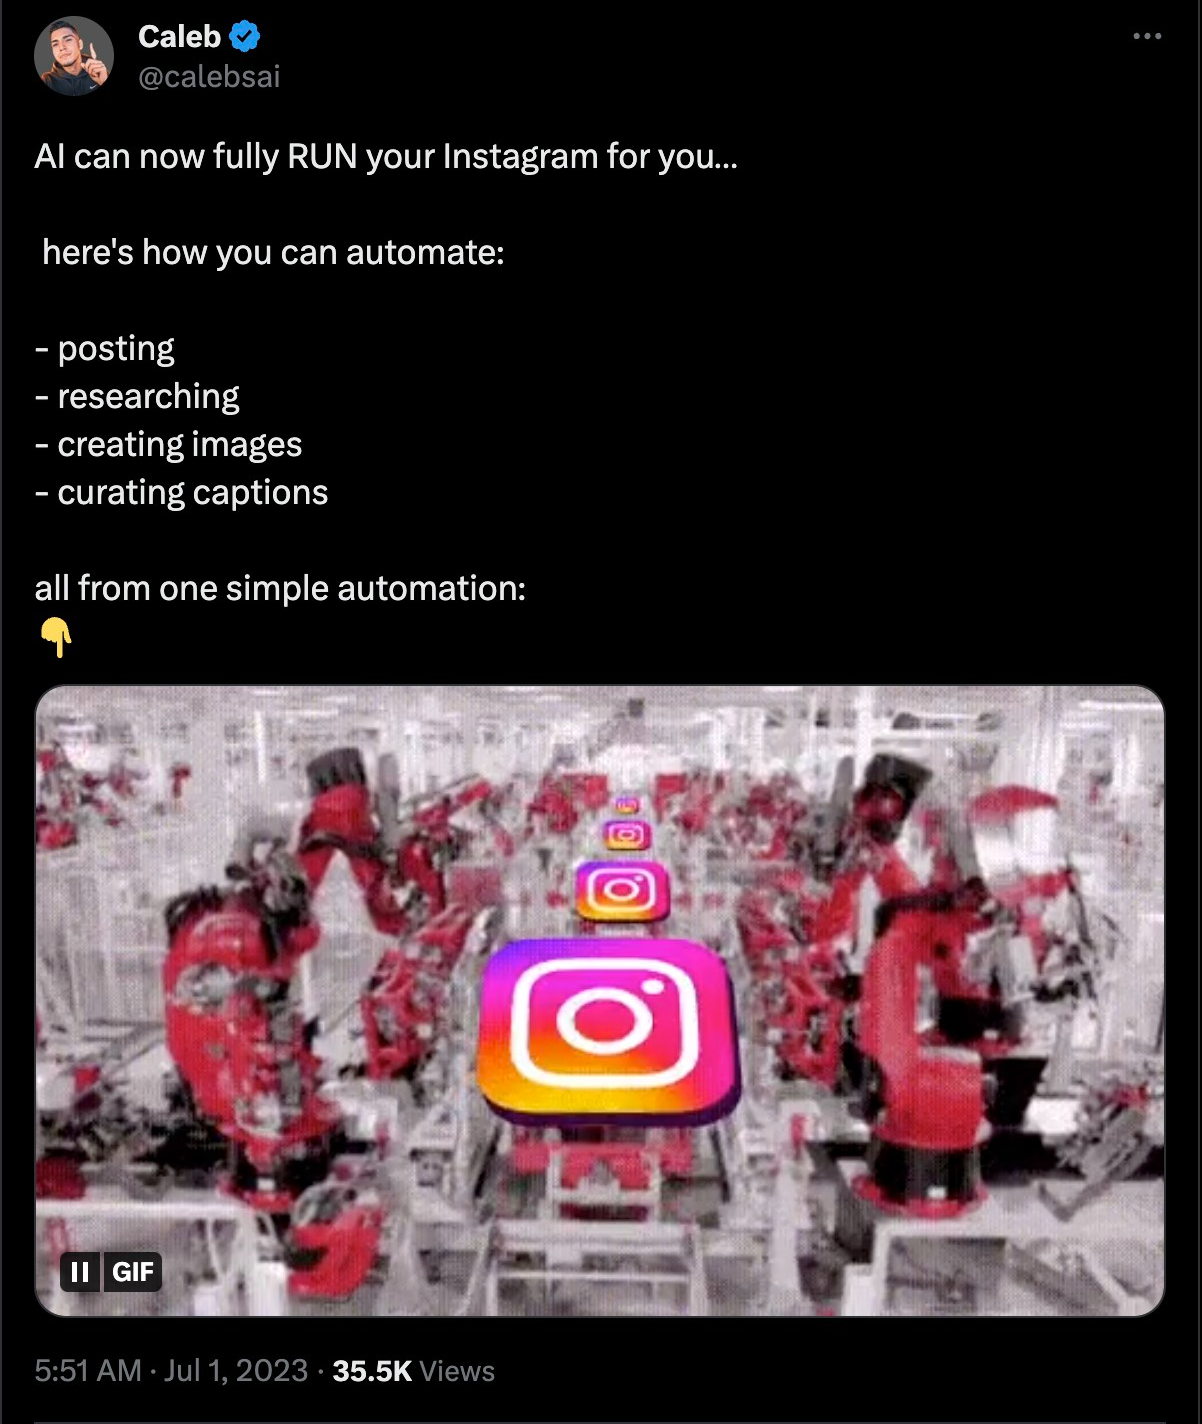 Caleb
@calebsai
AI can now fully RUN your Instagram for you...
here's how you can automate:
- posting
- researching
- creating images
- curating captions
all from one simple automation:
👇
GIF
5:51 AM · Jul 1, 2023 · 35.5K Views